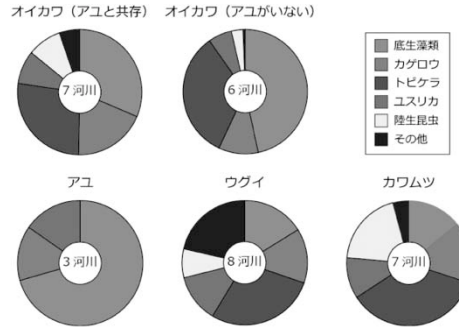 オイカワ（アユと共存）
オイカワ（アユがいない）
7 河川
6 河川
底生藻類
カゲロウ
トビケラ
ユスリカ
陸生昆虫
その他
アユ
ウグイ
カワムツ
3 河川
8 河川
7 河川